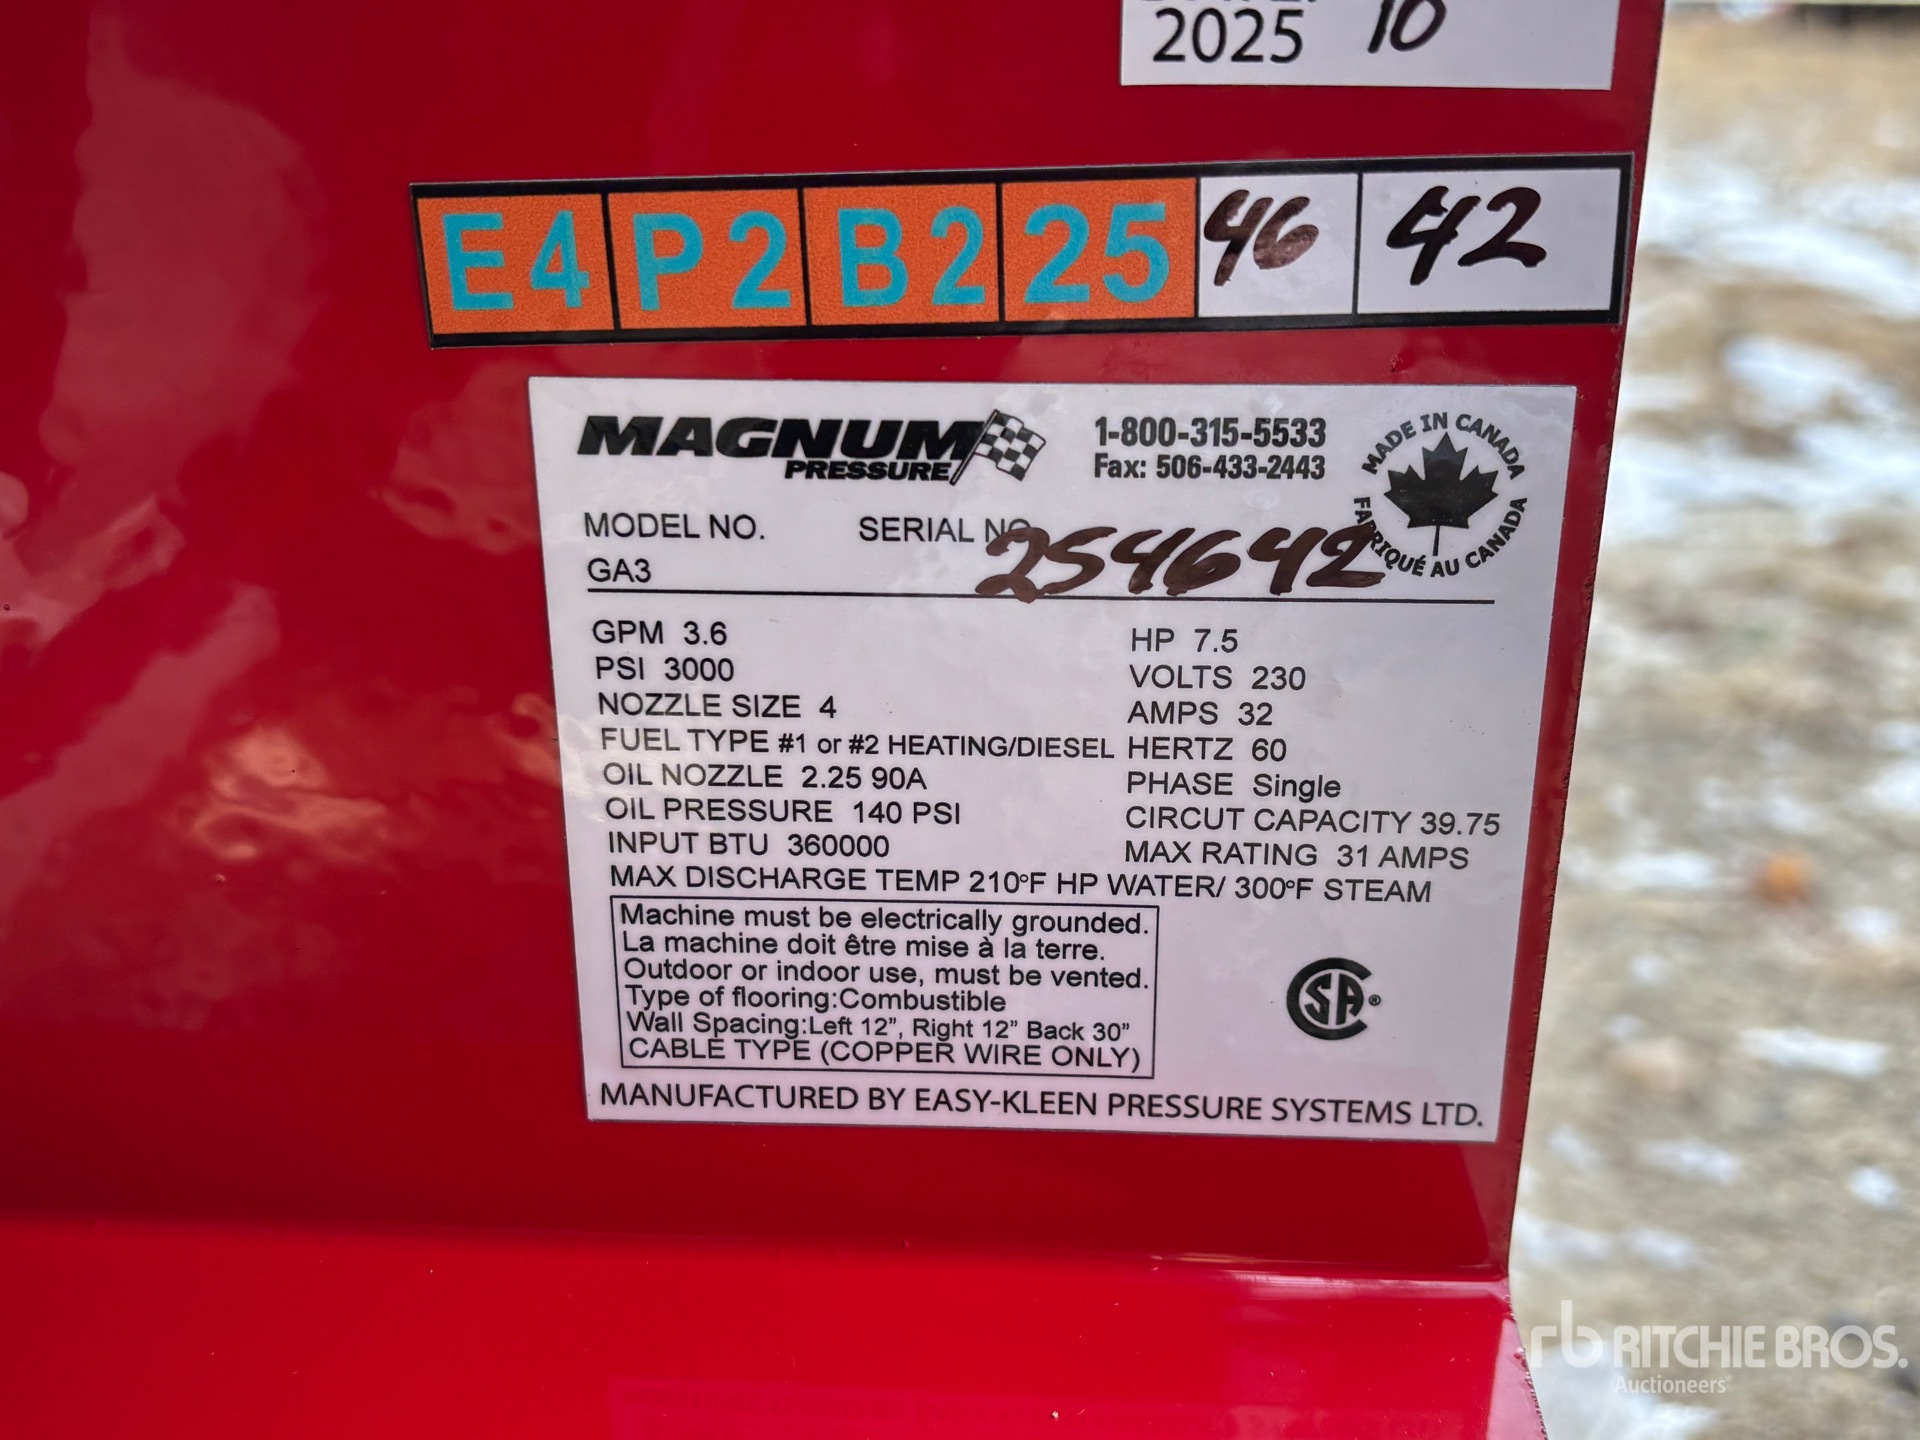 2025 10
E4 P2 B2 25 46 42
MAGNUM
PRESSURE
1-800-315-5533
Fax: 506-433-2443
MADE IN CANADA
FABRIQUÉ AU CANADA
MODEL NO. SERIAL NO.
GA3 254642
GPM 3.6
PSI 3000
NOZZLE SIZE 4
FUEL TYPE #1 or #2 HEATING/DIESEL
OIL NOZZLE 2.25 90A
OIL PRESSURE 140 PSI
INPUT BTU 360000
HP 7.5
VOLTS 230
AMPS 32
HERTZ 60
PHASE Single
CIRCUT CAPACITY 39.75
MAX RATING 31 AMPS
MAX DISCHARGE TEMP 210°F HP WATER/ 300°F STEAM
Machine must be electrically grounded.
La machine doit être mise à la terre.
Outdoor or indoor use, must be vented.
Type of flooring:Combustible
Wall Spacing:Left 12", Right 12" Back 30"
CABLE TYPE (COPPER WIRE ONLY)
CSA®
MANUFACTURED BY EASY-KLEEN PRESSURE SYSTEMS LTD.
rb RITCHIE BROS.
Auctioneers